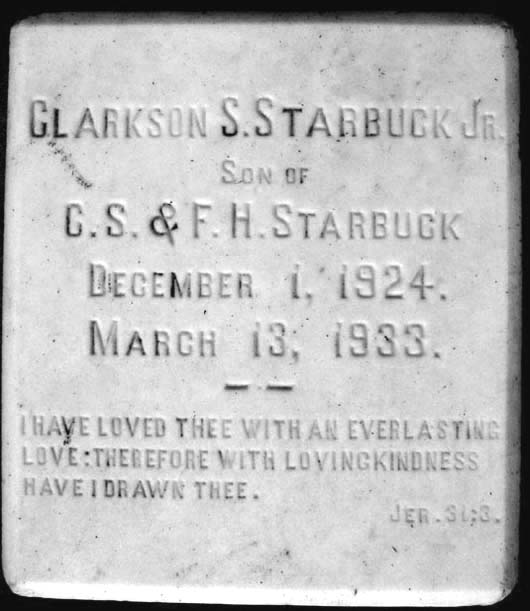 CLARKSON S. STARBUCK JR.
SON OF
C. S. & F. H. STARBUCK
DECEMBER 1, 1924.
MARCH 13, 1933.
I HAVE LOVED THEE WITH AN EVERLASTING
LOVE: THEREFORE WITH LOVINGKINDNESS
HAVE I DRAWN THEE.
JER. 31;3.